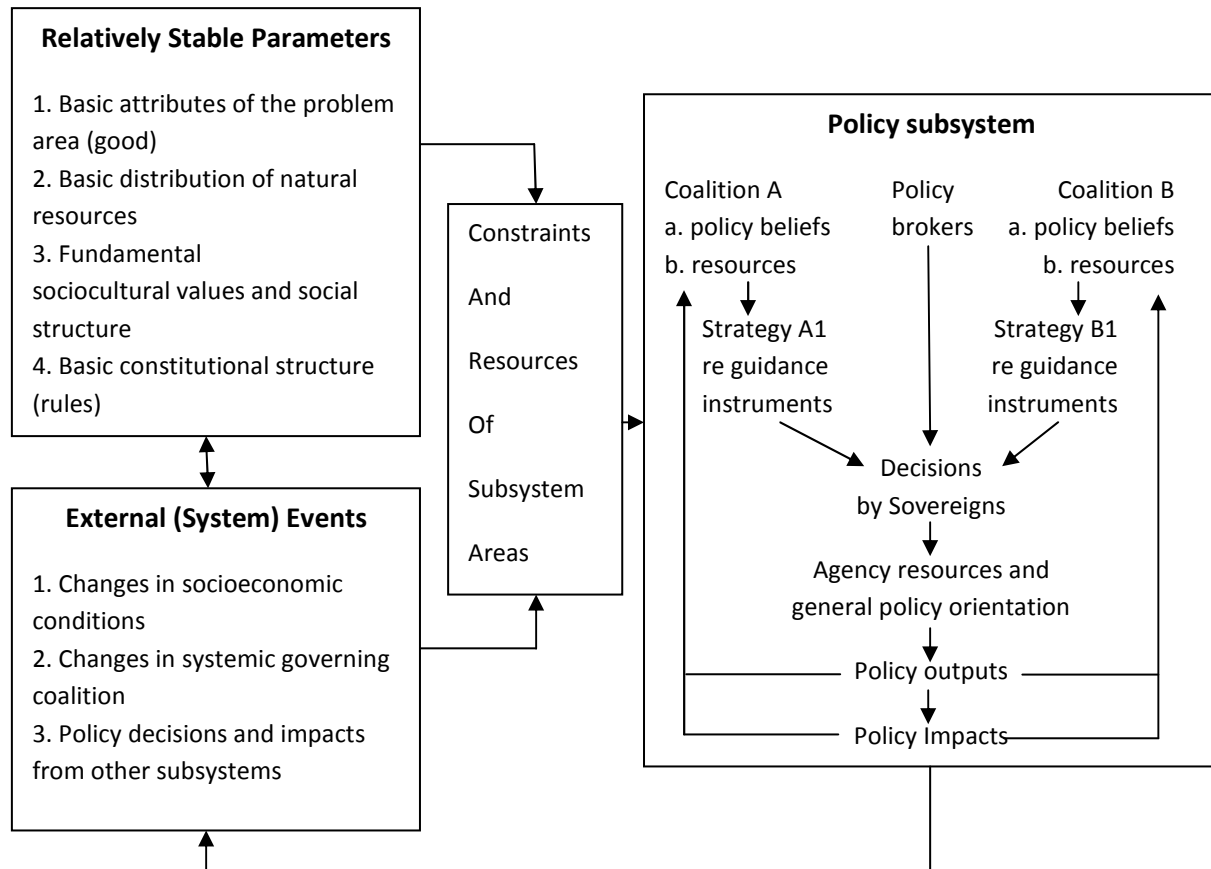 Relatively Stable Parameters
1. Basic attributes of the problem
area (good)
2. Basic distribution of natural
resources
3. Fundamental
sociocultural values and social
structure
4. Basic constitutional structure
(rules)
External (System) Events
1. Changes in socioeconomic
conditions
2. Changes in systemic governing
coalition
3. Policy decisions and impacts
from other subsystems
Constraints
And
Resources
Of
Subsystem
Areas
Policy subsystem
Coalition A
a. policy beliefs
b. resources
Policy
brokers
Coalition B
a. policy beliefs
b. resources
Strategy A1
re guidance
instruments
Strategy B1
re guidance
instruments
Decisions
by Sovereigns
Agency resources and
general policy orientation
Policy outputs
Policy Impacts